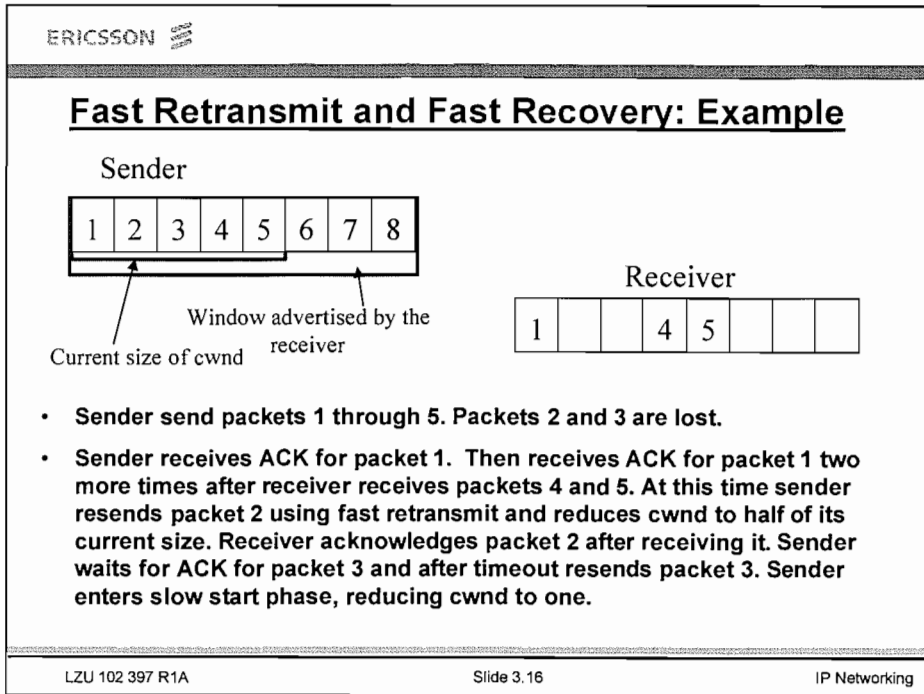 ERICSSON
Fast Retransmit and Fast Recovery: Example
Sender
1 2 3 4 5 6 7 8
Window advertised by the
receiver
Current size of cwnd
Receiver
1 4 5
• Sender send packets 1 through 5. Packets 2 and 3 are lost.
• Sender receives ACK for packet 1. Then receives ACK for packet 1 two
more times after receiver receives packets 4 and 5. At this time sender
resends packet 2 using fast retransmit and reduces cwnd to half of its
current size. Receiver acknowledges packet 2 after receiving it. Sender
waits for ACK for packet 3 and after timeout resends packet 3. Sender
enters slow start phase, reducing cwnd to one.
LZU 102 397 R1A
Slide 3.16
IP Networking